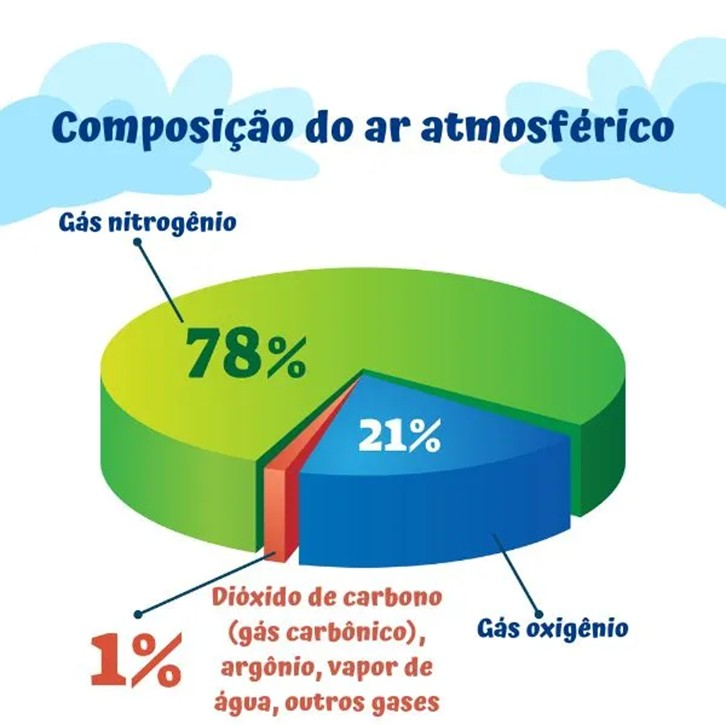 Composição do ar atmosférico
Gás nitrogênio
78%
21%
Dióxido de carbono
(gás carbônico),
argônio, vapor de
água, outros gases
1%
Gás oxigênio